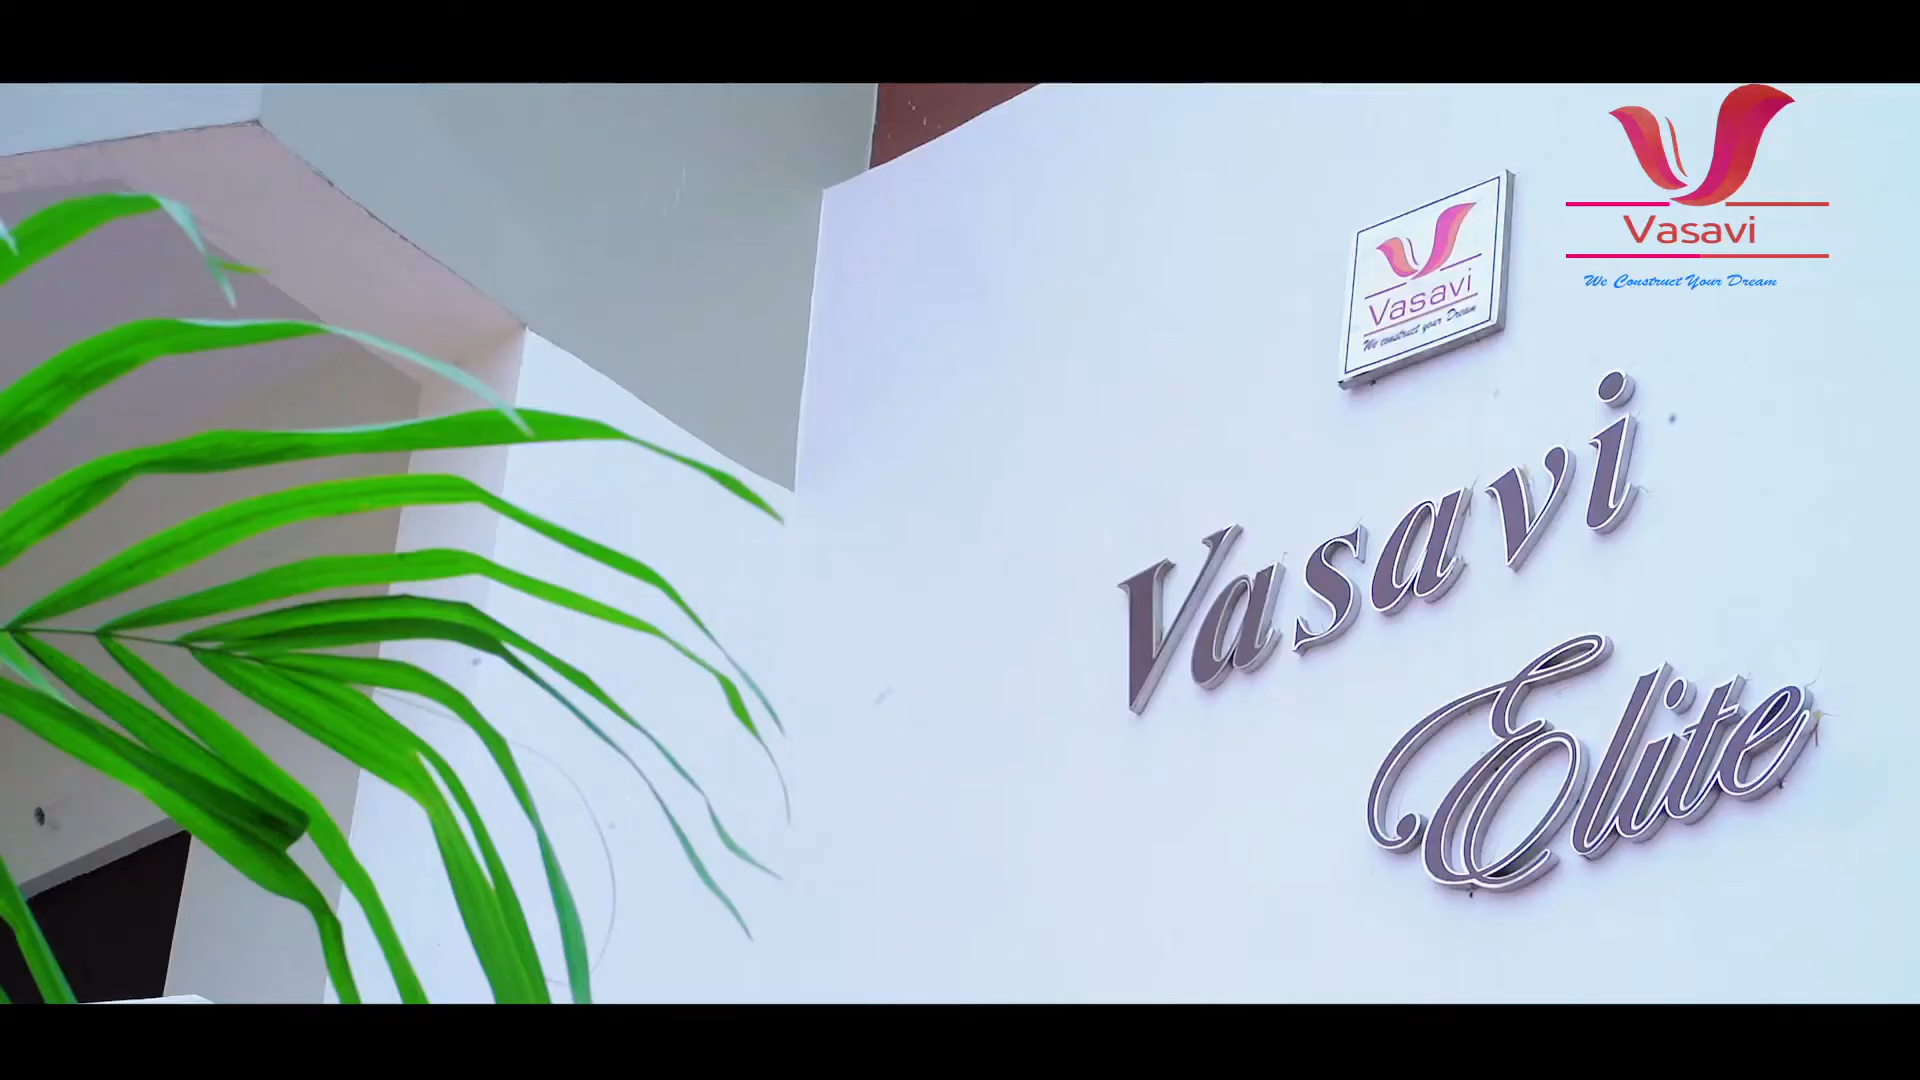 Vasavi
We Construct Your Dream
Vasavi
We construct your Dream
Vasavi
Elite